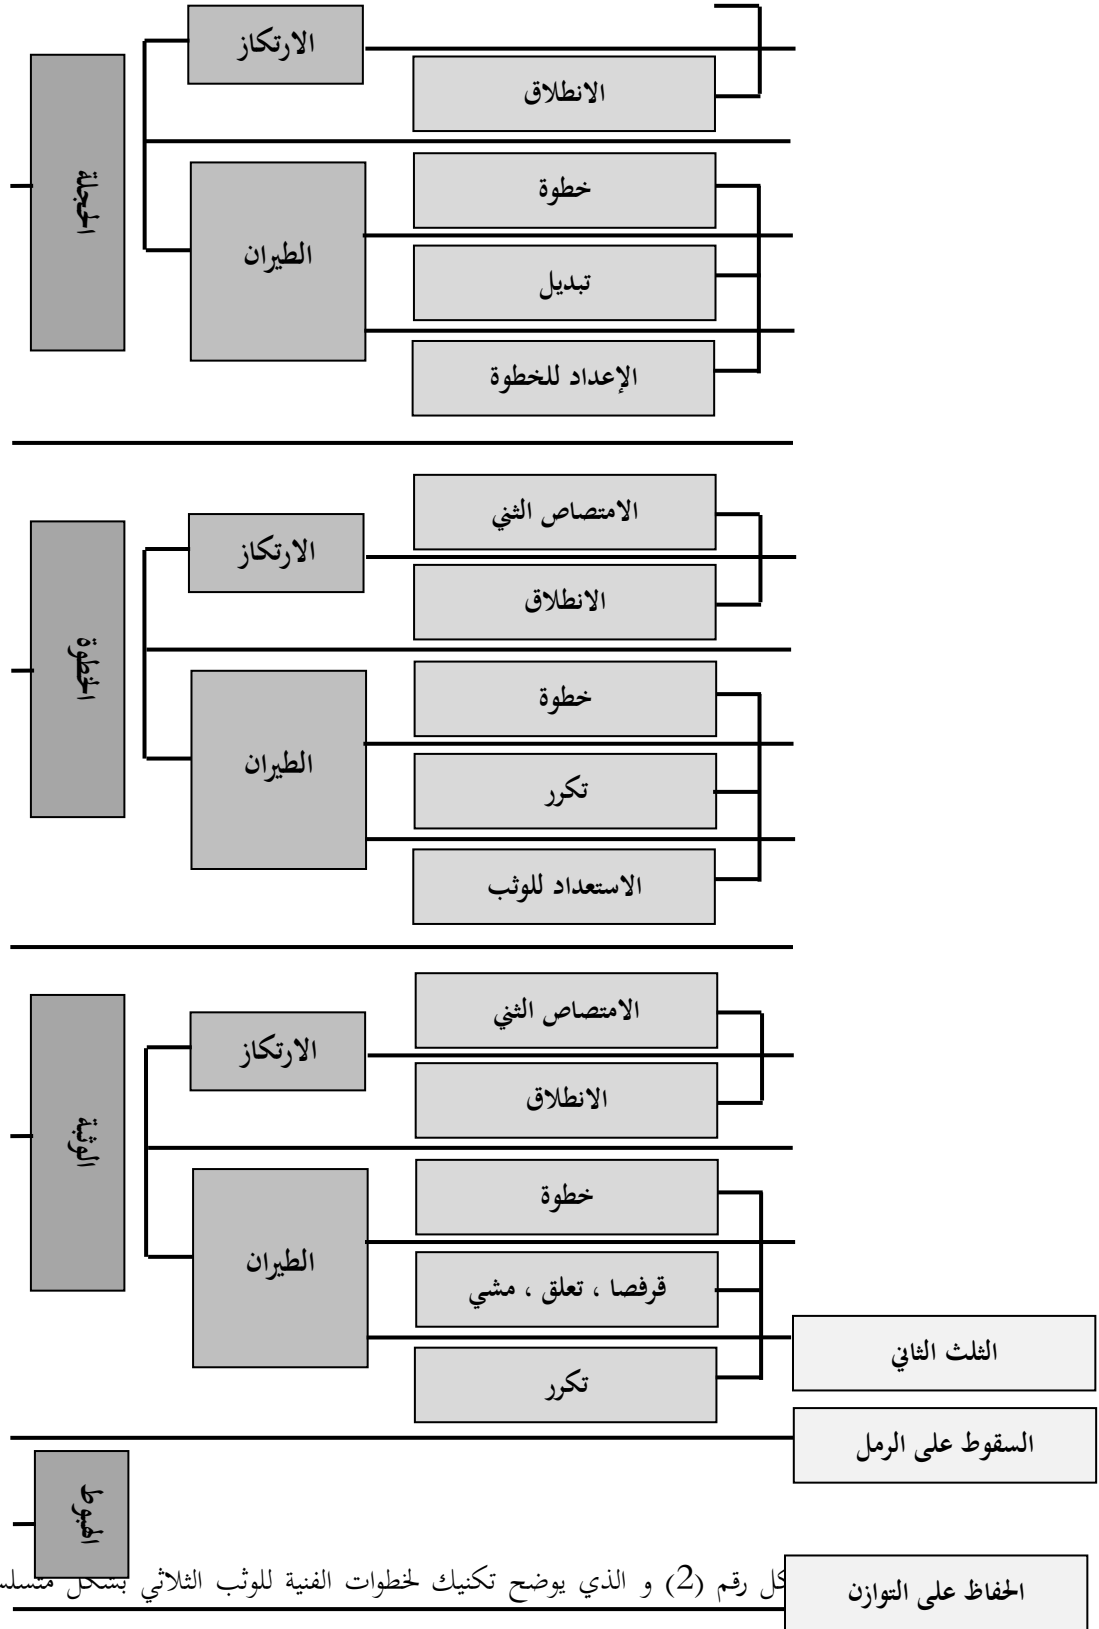 الحجلة
الارتكاز
الانطلاق
الطيران
خطوة
تبديل
الإعداد للخطوة
الخطوة
الارتكاز
الامتصاص الثني
الانطلاق
الطيران
خطوة
تكرر
الاستعداد للوثب
الوثبة
الارتكاز
الامتصاص الثني
الانطلاق
الطيران
خطوة
قرفصا ، تعلق ، مشي
تكرر
الثلث الثاني
السقوط على الرمل
الهبوط
الحفاظ على التوازن
رقم (2) و الذي يوضح تكنيك لخطوات الفنية للوثب الثلاثي بشكل